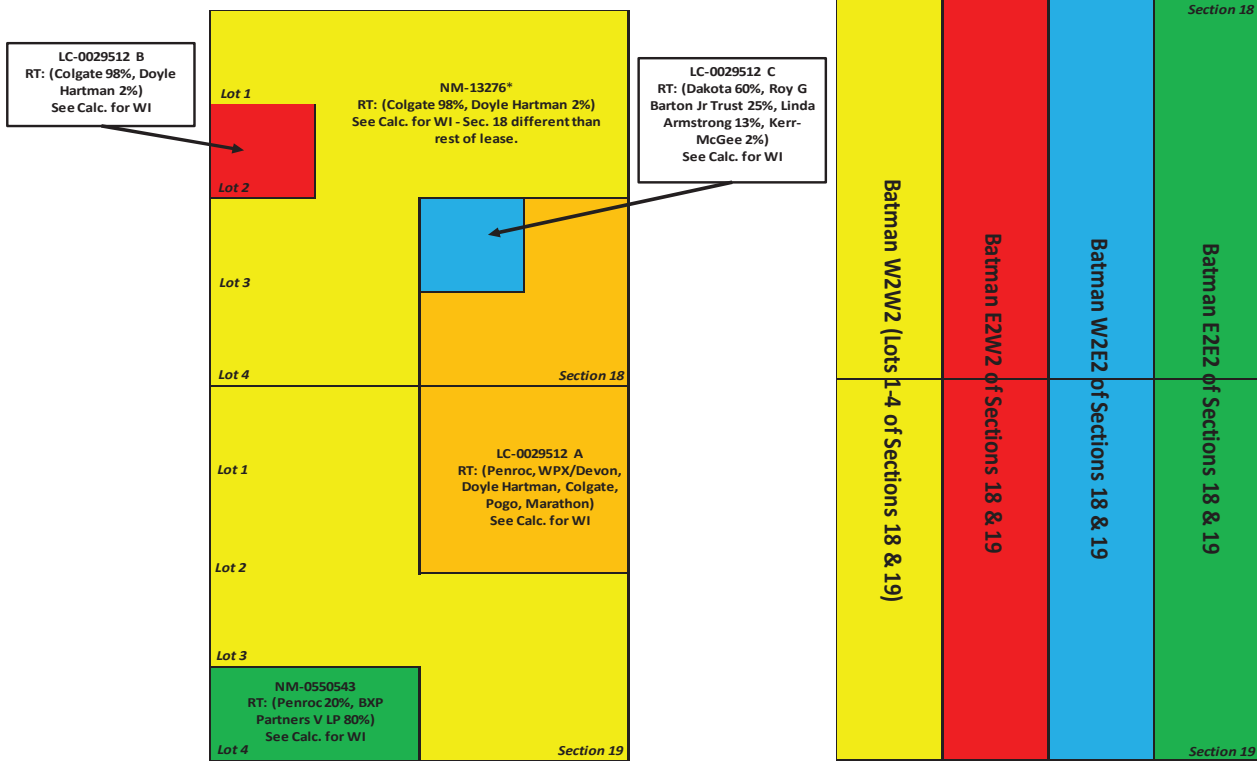 LC-0029512 B
RT: (Colgate 98%, Doyle
Hartman 2%)
See Calc. for WI
Lot 1
NM-13276*
RT: (Colgate 98%, Doyle Hartman 2%)
See Calc. for WI - Sec. 18 different than
rest of lease.
LC-0029512 C
RT: (Dakota 60%, Roy G
Barton Jr Trust 25%, Linda
Armstrong 13%, Kerr-
McGee 2%)
See Calc. for WI
Lot 2
Lot 3
Lot 4
Section 18
Lot 1
LC-0029512 A
RT: (Penroc, WPX/Devon,
Doyle Hartman, Colgate,
Pogo, Marathon)
See Calc. for WI
Lot 2
Lot 3
NM-0550543
RT: (Penroc 20%, BXP
Partners V LP 80%)
See Calc. for WI
Lot 4
Section 19
Section 18
Batman W2W2 (Lots 1-4 of Sections 18 & 19)
Batman E2W2 of Sections 18 & 19
Batman W2E2 of Sections 18 & 19
Batman E2E2 of Sections 18 & 19
Section 19